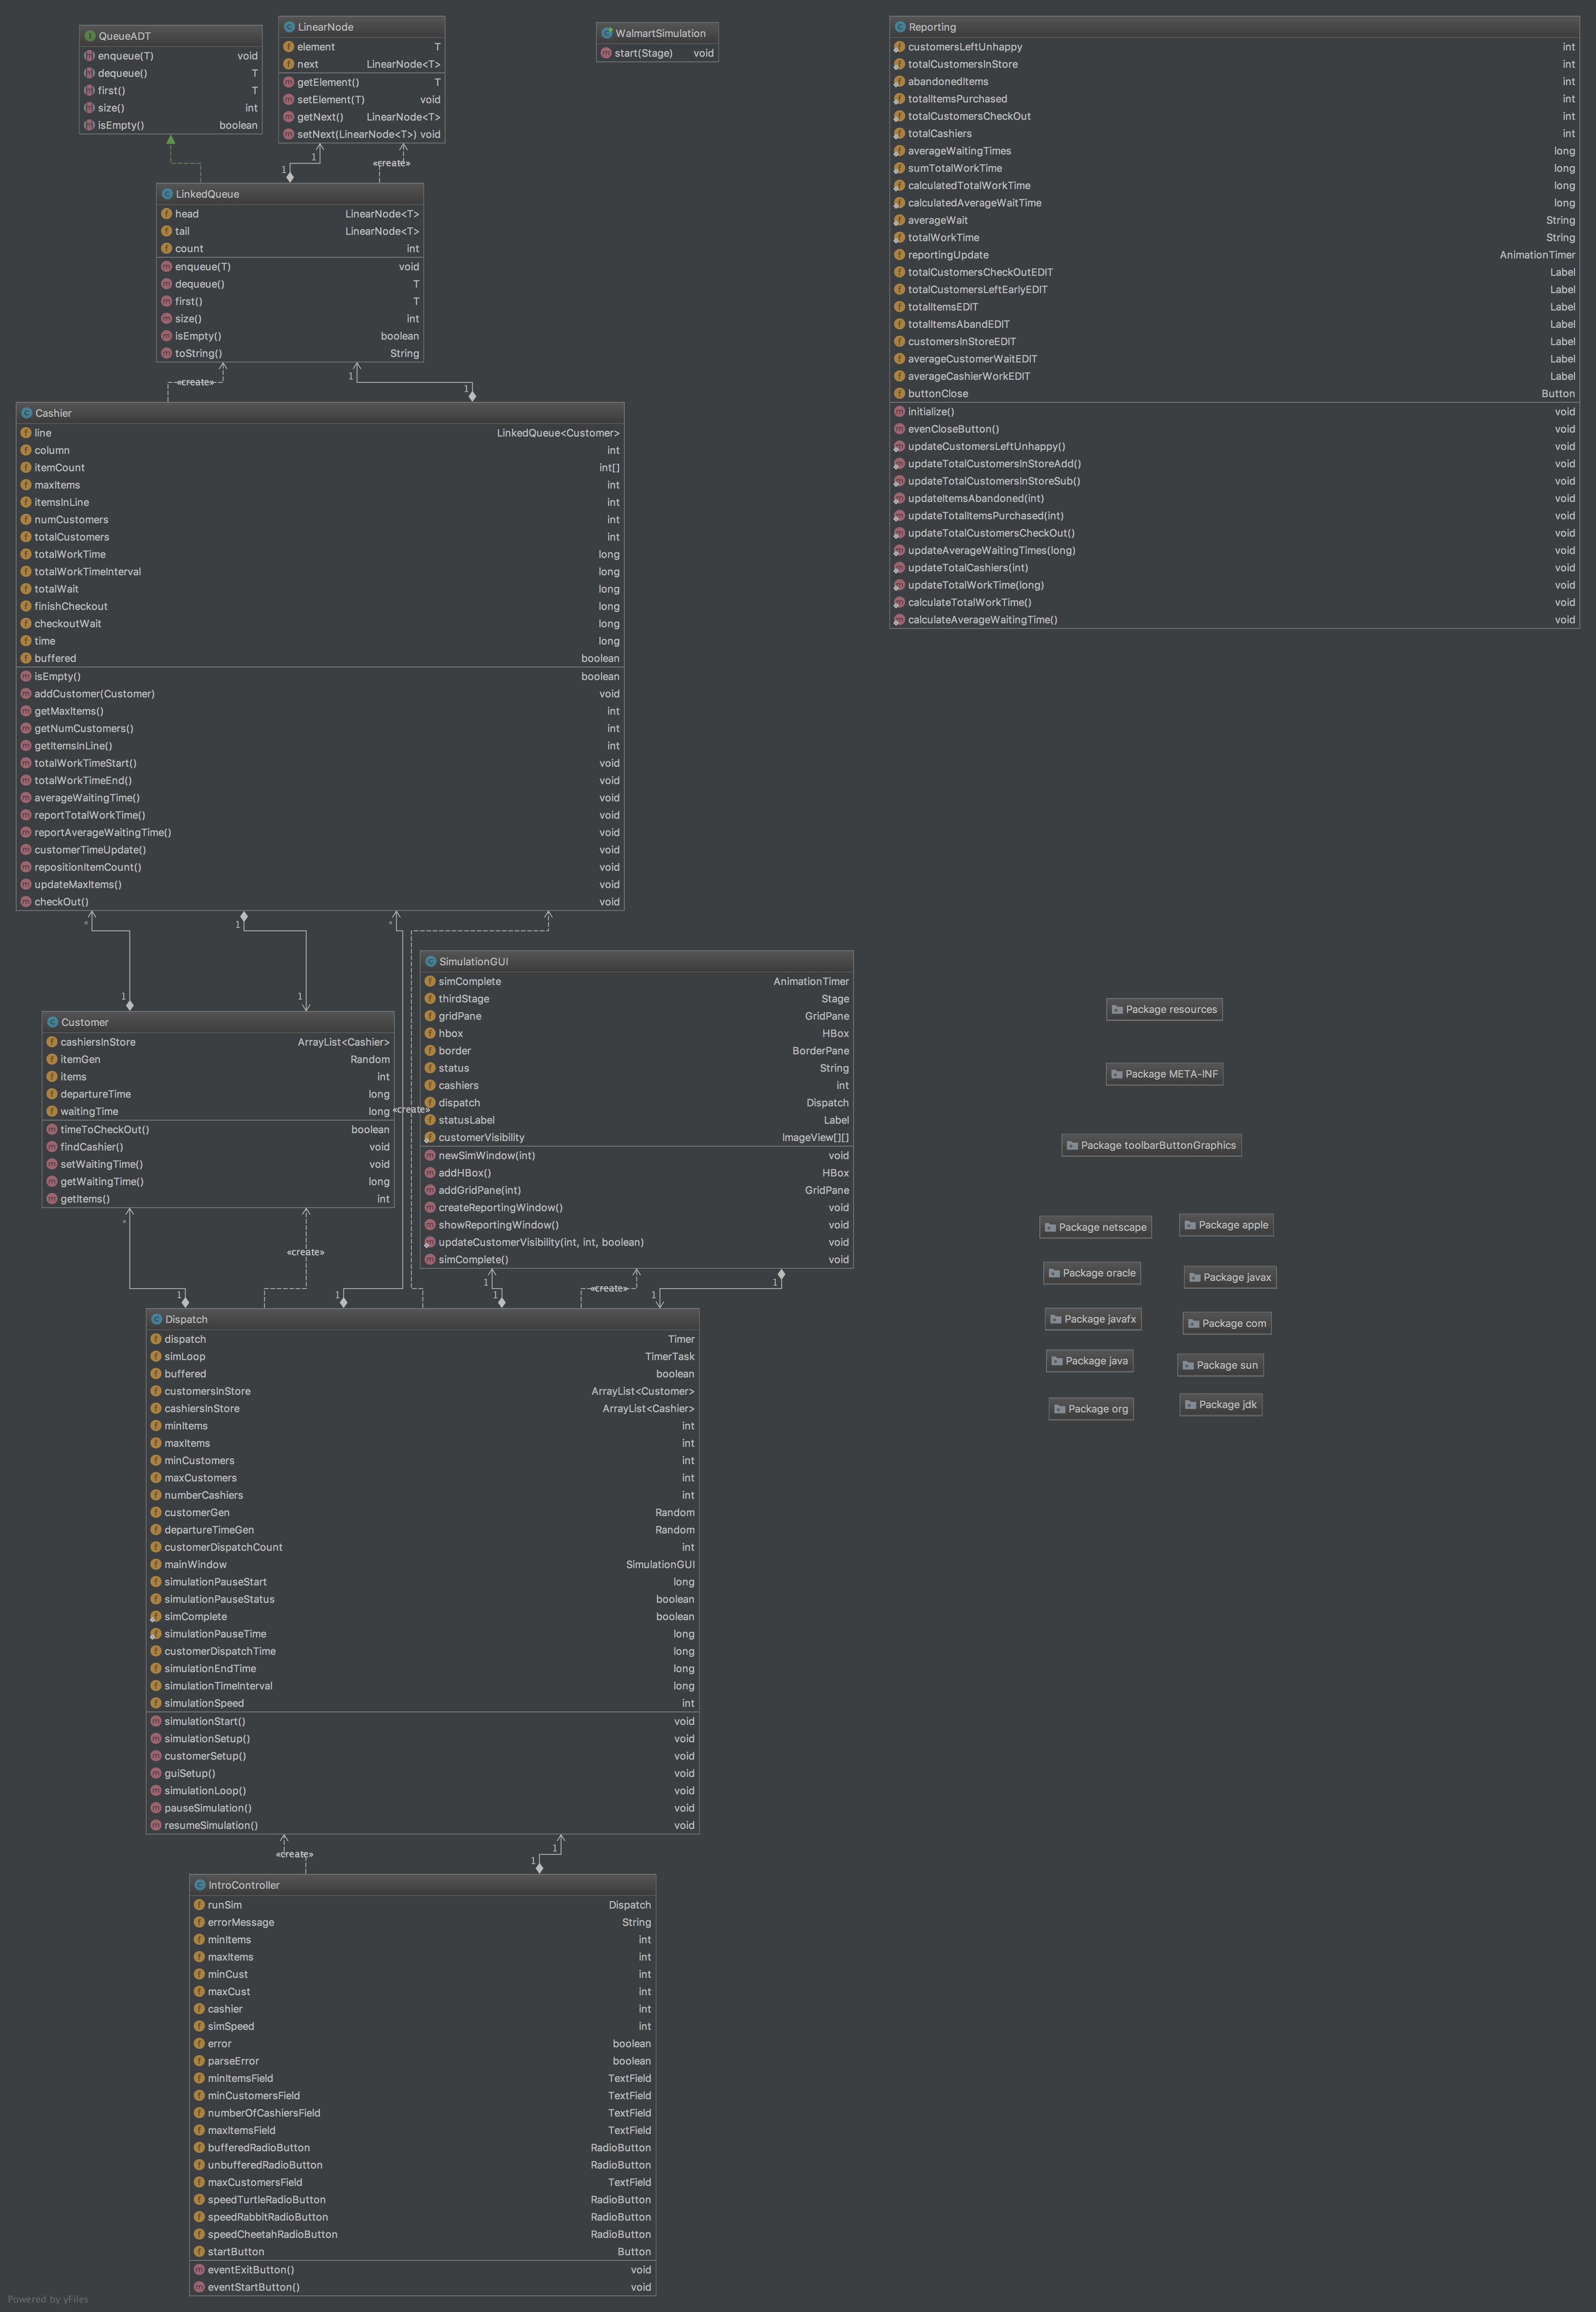 QueueADT
enqueue(T) void
dequeue() T
first() T
size() int
isEmpty() boolean
LinearNode
element T
next LinearNode<T>
getElement() T
setElement(T) void
getNext() LinearNode<T>
setNext(LinearNode<T>) void
WalmartSimulation
start(Stage) void
Reporting
customersLeftUnhappy int
totalCustomersInStore int
abandonedItems int
totalItemsPurchased int
totalCustomersCheckOut int
totalCashiers int
averageWaitingTimes long
sumTotalWorkTime long
calculatedTotalWorkTime long
calculatedAverageWaitTime long
averageWait String
totalWorkTime String
reportingUpdate AnimationTimer
totalCustomersCheckOutEDIT Label
totalCustomersLeftEarlyEDIT Label
totalItemsEDIT Label
totalItemsAbandEDIT Label
customersInStoreEDIT Label
averageCustomerWaitEDIT Label
averageCashierWorkEDIT Label
buttonClose Button
initialize() void
evenCloseButton() void
updateCustomersLeftUnhappy() void
updateTotalCustomersInStoreAdd() void
updateTotalCustomersInStoreSub() void
updateItemsAbandoned(int) void
updateTotalItemsPurchased(int) void
updateTotalCustomersCheckOut() void
updateAverageWaitingTimes(long) void
updateTotalCashiers(int) void
updateTotalWorkTime(long) void
calculateTotalWorkTime() void
calculateAverageWaitingTime() void
1
«create»
1
LinkedQueue
head LinearNode<T>
tail LinearNode<T>
count int
enqueue(T) void
dequeue() T
first() T
size() int
isEmpty() boolean
toString() String
1
«create»
1
Cashier
line LinkedQueue<Customer>
column int
itemCount int[]
maxItems int
itemsInLine int
numCustomers int
totalCustomers int
totalWorkTime long
totalWorkTimeInterval long
totalWait long
finishCheckout long
checkoutWait long
time long
buffered boolean
isEmpty() boolean
addCustomer(Customer) void
getMaxItems() int
getNumCustomers() int
getItemsInLine() int
totalWorkTimeStart() void
totalWorkTimeEnd() void
averageWaitingTime() void
reportTotalWorkTime() void
reportAverageWaitingTime() void
customerTimeUpdate() void
repositionItemCount() void
updateMaxItems() void
checkOut() void
* 1 *
1 1
Customer
cashiersInStore ArrayList<Cashier>
itemGen Random
items int
departureTime long
waitingTime long
timeToCheckOut() boolean
findCashier() void
setWaitingTime() void
getWaitingTime() long
getItems() int
«create»
SimulationGUI
simComplete AnimationTimer
thirdStage Stage
gridPane GridPane
hbox HBox
border BorderPane
status String
cashiers int
dispatch Dispatch
statusLabel Label
customerVisibility ImageView[][]
newSimWindow(int) void
addHBox() HBox
addGridPane(int) GridPane
createReportingWindow() void
showReportingWindow() void
updateCustomerVisibility(int, int, boolean) void
simComplete() void
Package resources
Package META-INF
Package toolbarButtonGraphics
Package netscape
Package apple
Package oracle
Package javax
Package javafx
Package com
Package java
Package sun
Package org
Package jdk
*
«create»
1 «create» 1
1 1 1 1
Dispatch
dispatch Timer
simLoop TimerTask
buffered boolean
customersInStore ArrayList<Customer>
cashiersInStore ArrayList<Cashier>
minItems int
maxItems int
minCustomers int
maxCustomers int
numberCashiers int
customerGen Random
departureTimeGen Random
customerDispatchCount int
mainWindow SimulationGUI
simulationPauseStart long
simulationPauseStatus boolean
simComplete boolean
simulationPauseTime long
customerDispatchTime long
simulationEndTime long
simulationTimeInterval long
simulationSpeed int
simulationStart() void
simulationSetup() void
customerSetup() void
guiSetup() void
simulationLoop() void
pauseSimulation() void
resumeSimulation() void
1
«create»
1
IntroController
runSim Dispatch
errorMessage String
minItems int
maxItems int
minCust int
maxCust int
cashier int
simSpeed int
error boolean
parseError boolean
minItemsField TextField
minCustomersField TextField
numberOfCashiersField TextField
maxItemsField TextField
bufferedRadioButton RadioButton
unbufferedRadioButton RadioButton
maxCustomersField TextField
speedTurtleRadioButton RadioButton
speedRabbitRadioButton RadioButton
speedCheetahRadioButton RadioButton
startButton Button
eventExitButton() void
eventStartButton() void
Powered by yFiles